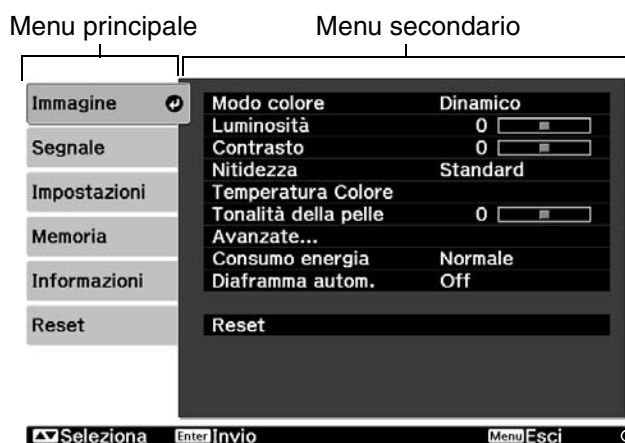 Menu principale
Menu secondario
Immagine
Segnale
Impostazioni
Memoria
Informazioni
Reset
Modo colore Dinamico
Luminosità 0
Contrasto 0
Nitidezza Standard
Temperatura Colore
Tonalità della pelle 0
Avanzate...
Consumo energia Normale
Diaframma autom. Off
Reset
Seleziona Enter Invio Menu Esci